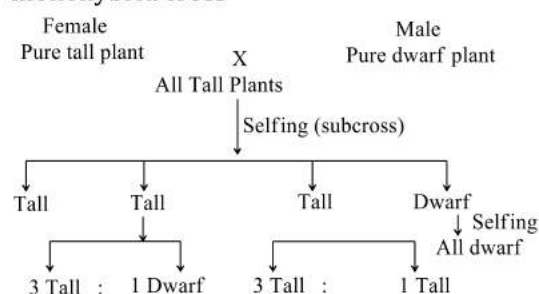 Female Male
Pure tall plant Pure dwarf plant
X
All Tall Plants
Selfing (subcross)
Tall Tall Tall Dwarf
Selfing
All dwarf
3 Tall : 1 Dwarf 3 Tall : 1 Tall